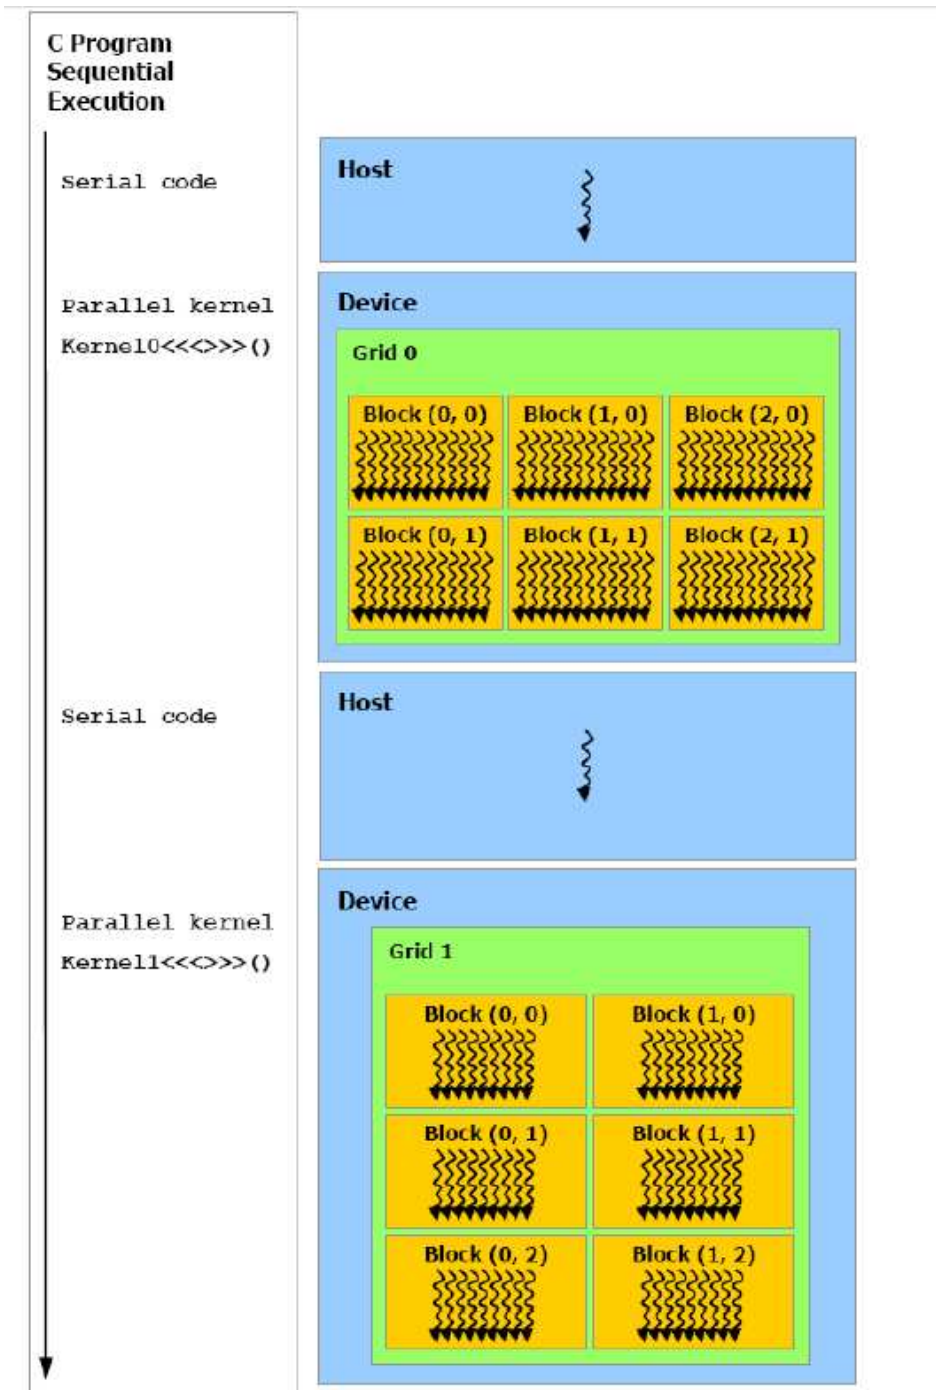 C Program
Sequential
Execution
Serial code
Host
Parallel kernel
Kernel0<<<>>>()
Device
Grid 0
Block (0, 0)
Block (1, 0)
Block (2, 0)
Block (0, 1)
Block (1, 1)
Block (2, 1)
Serial code
Host
Parallel kernel
Kernel1<<<>>>()
Device
Grid 1
Block (0, 0)
Block (1, 0)
Block (0, 1)
Block (1, 1)
Block (0, 2)
Block (1, 2)